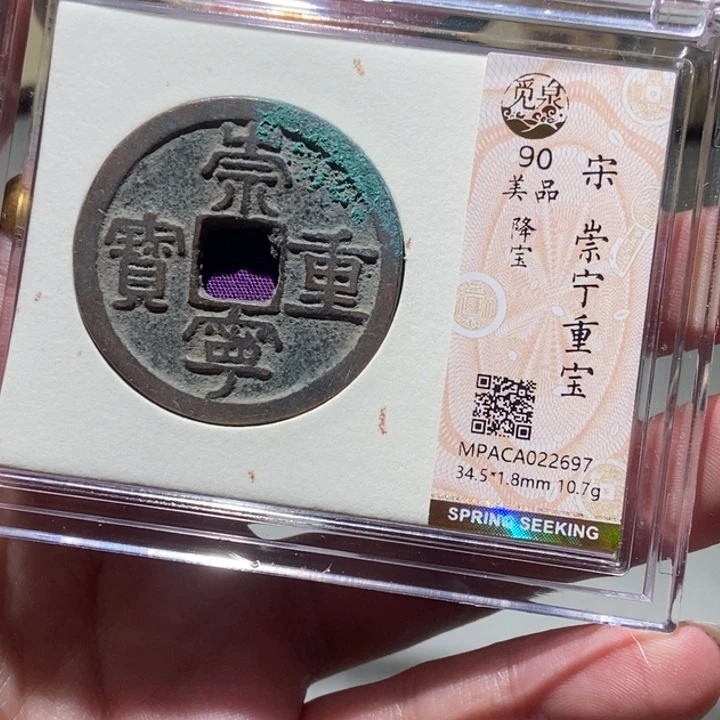 崇寧重寶
覓泉
90
美品
降宝
宋 崇宁重宝
MPACA022697
34.5*1.8mm 10.7g
SPRING SEEKING